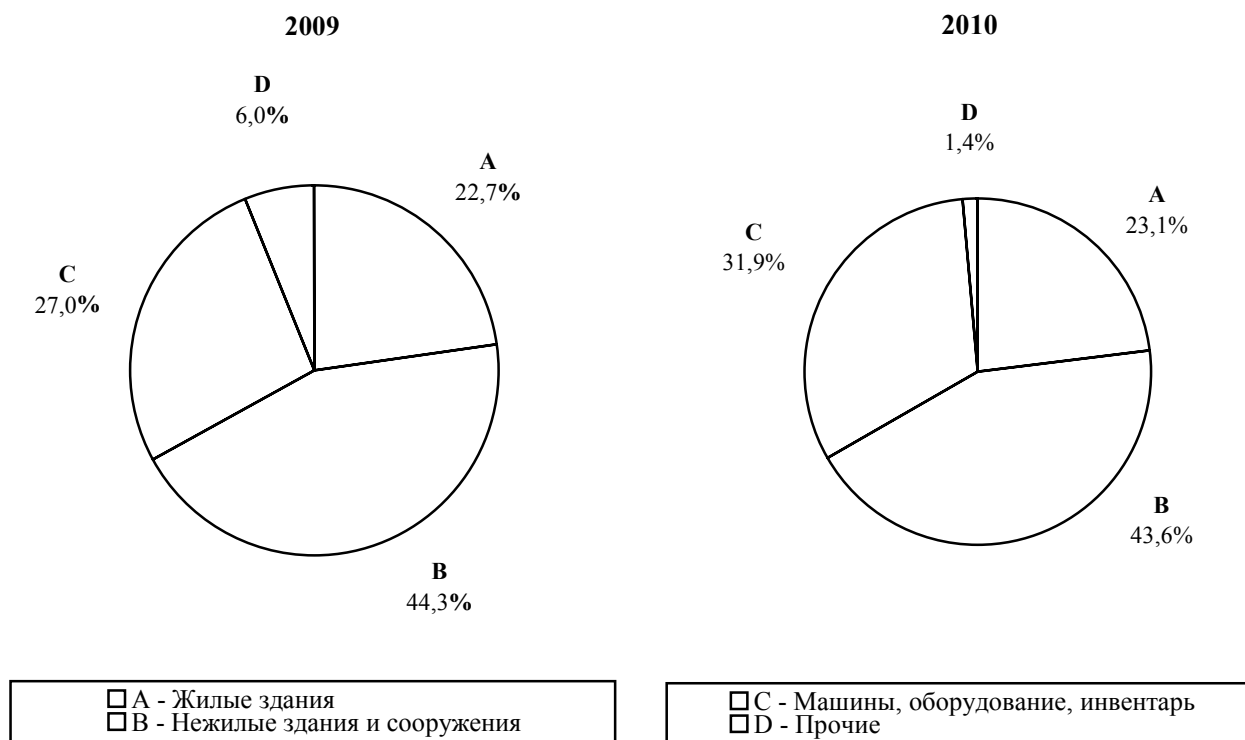 2009
D
6,0%
A
22,7%
C
27,0%
B
44,3%
2010
D
1,4%
A
23,1%
C
31,9%
B
43,6%
A - Жилые здания
B - Нежилые здания и сооружения
C - Машины, оборудование, инвентарь
D - Прочие